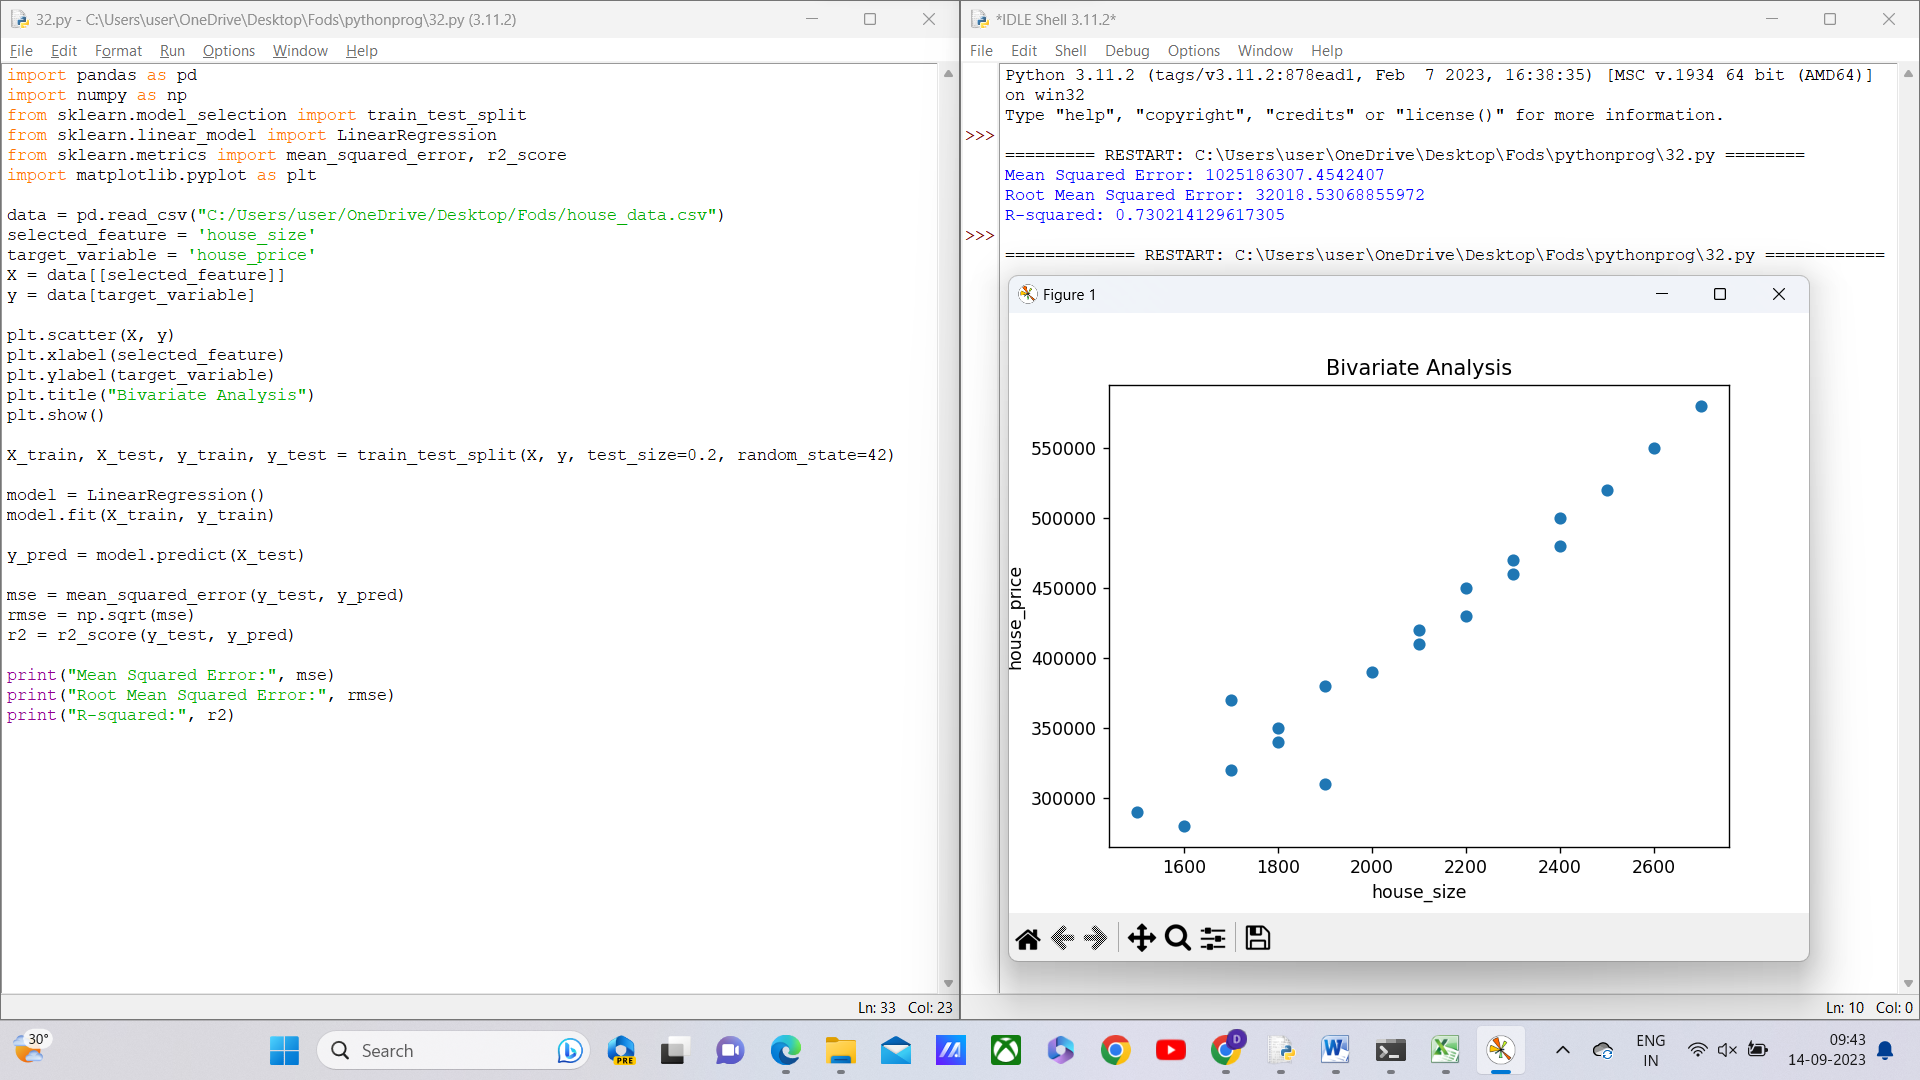 32.py - C:\Users\user\OneDrive\Desktop\Fods\pythonprog\32.py (3.11.2)
File Edit Format Run Options Window Help
import pandas as pd
import numpy as np
from sklearn.model_selection import train_test_split
from sklearn.linear_model import LinearRegression
from sklearn.metrics import mean_squared_error, r2_score
import matplotlib.pyplot as plt
data = pd.read_csv("C:/Users/user/OneDrive/Desktop/Fods/house_data.csv")
selected_feature = 'house_size'
target_variable = 'house_price'
X = data[[selected_feature]]
y = data[target_variable]
plt.scatter(X, y)
plt.xlabel(selected_feature)
plt.ylabel(target_variable)
plt.title("Bivariate Analysis")
plt.show()
X_train, X_test, y_train, y_test = train_test_split(X, y, test_size=0.2, random_state=42)
model = LinearRegression()
model.fit(X_train, y_train)
y_pred = model.predict(X_test)
mse = mean_squared_error(y_test, y_pred)
rmse = np.sqrt(mse)
r2 = r2_score(y_test, y_pred)
print("Mean Squared Error:", mse)
print("Root Mean Squared Error:", rmse)
print("R-squared:", r2)
Ln: 33 Col: 23
*IDLE Shell 3.11.2*
File Edit Shell Debug Options Window Help
Python 3.11.2 (tags/v3.11.2:878ead1, Feb  7 2023, 16:38:35) [MSC v.1934 64 bit (AMD64)]
on win32
Type "help", "copyright", "credits" or "license()" for more information.
>>>
========= RESTART: C:\Users\user\OneDrive\Desktop\Fods\pythonprog\32.py ========
Mean Squared Error: 1025186307.4542407
Root Mean Squared Error: 32018.53068855972
R-squared: 0.730214129617305
>>>
============= RESTART: C:\Users\user\OneDrive\Desktop\Fods\pythonprog\32.py ============
Figure 1
Bivariate Analysis
550000
500000
450000
400000
350000
300000
house_price
1600 1800 2000 2200 2400 2600
house_size
Ln: 10 Col: 0
30°
Search
PRE
D
ENG
IN
09:43
14-09-2023